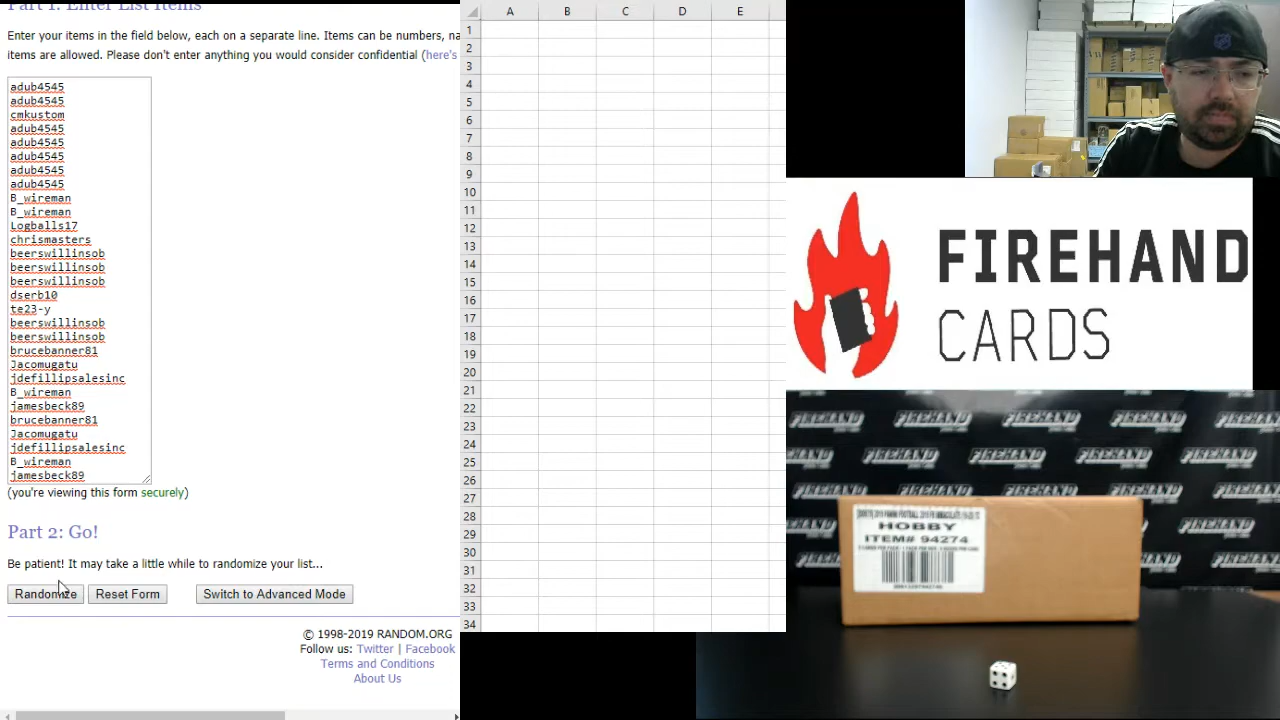 Part 1: Enter List Items
Enter your items in the field below, each on a separate line. Items can be numbers, na
items are allowed. Please don't enter anything you would consider confidential (here's
adub4545
adub4545
cmkustom
adub4545
adub4545
adub4545
adub4545
adub4545
B_wireman
B_wireman
Logballs17
chrismasters
beerswillinsob
beerswillinsob
beerswillinsob
dserb10
te23-y
beerswillinsob
beerswillinsob
brucebanner81
Jacomugatu
jdefillipsalesinc
B_wireman
jamesbeck89
brucebanner81
Jacomugatu
jdefillipsalesinc
B_wireman
jamesbeck89
(you're viewing this form securely)
Part 2: Go!
Be patient! It may take a little while to randomize your list...
Randomize
Reset Form
Switch to Advanced Mode
© 1998-2019 RANDOM.ORG
Follow us: Twitter | Facebook
Terms and Conditions
About Us
A B C D E
1
2
3
4
5
6
7
8
9
10
11
12
13
14
15
16
17
18
19
20
21
22
23
24
25
26
27
28
29
30
31
32
33
34
FIREHAND
CARDS
FIREHAND
HOBBY
ITEM# 94274